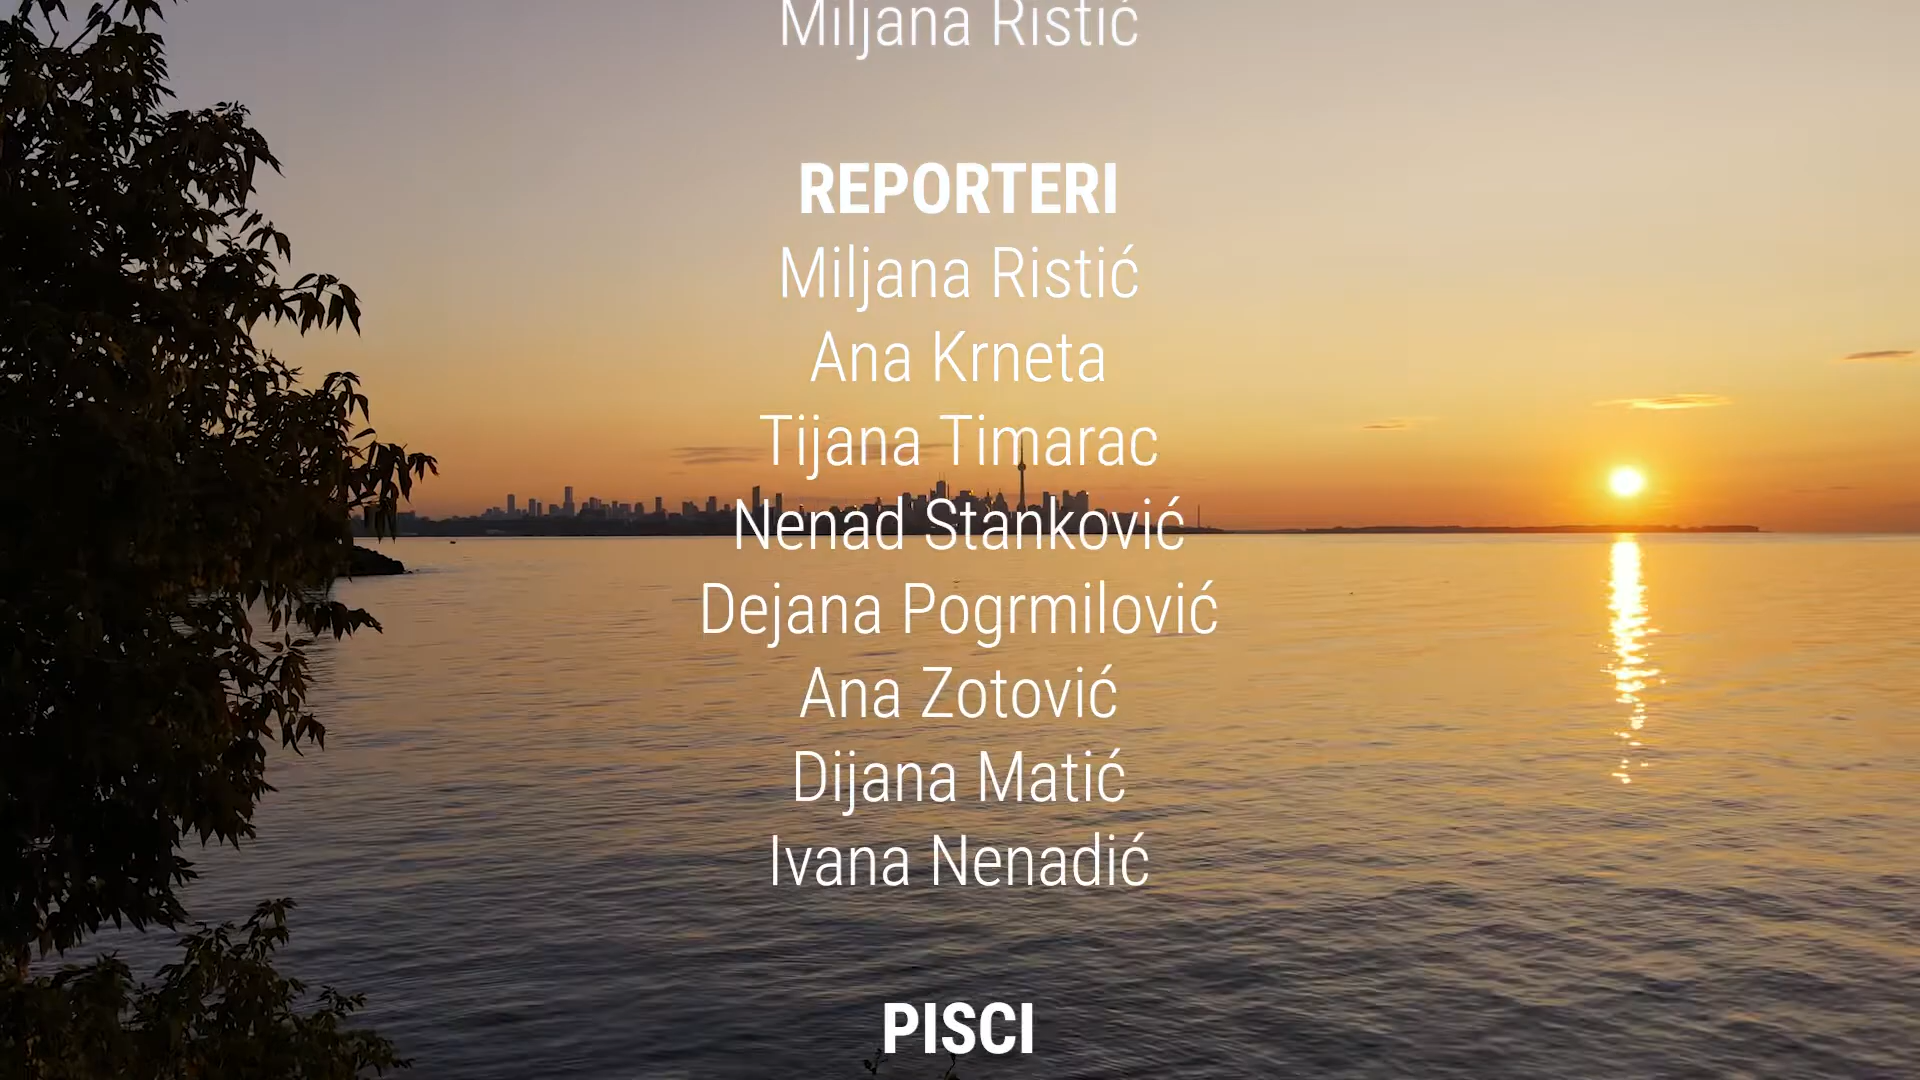 Miljana Ristić
REPORTERI
Miljana Ristić
Ana Krneta
Tijana Timarac
Nenad Stanković
Dejana Pogrmilović
Ana Zotović
Dijana Matić
Ivana Nenadić
PISCI